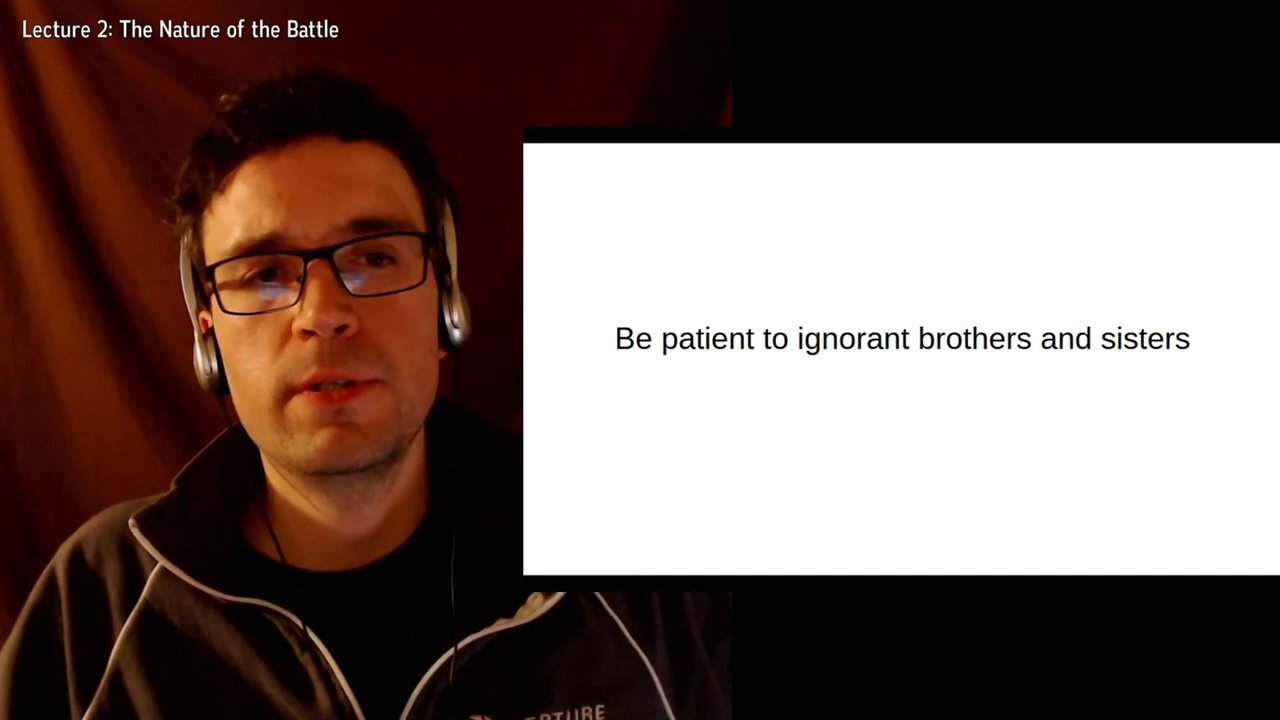 Lecture 2: The Nature of the Battle
Be patient to ignorant brothers and sisters